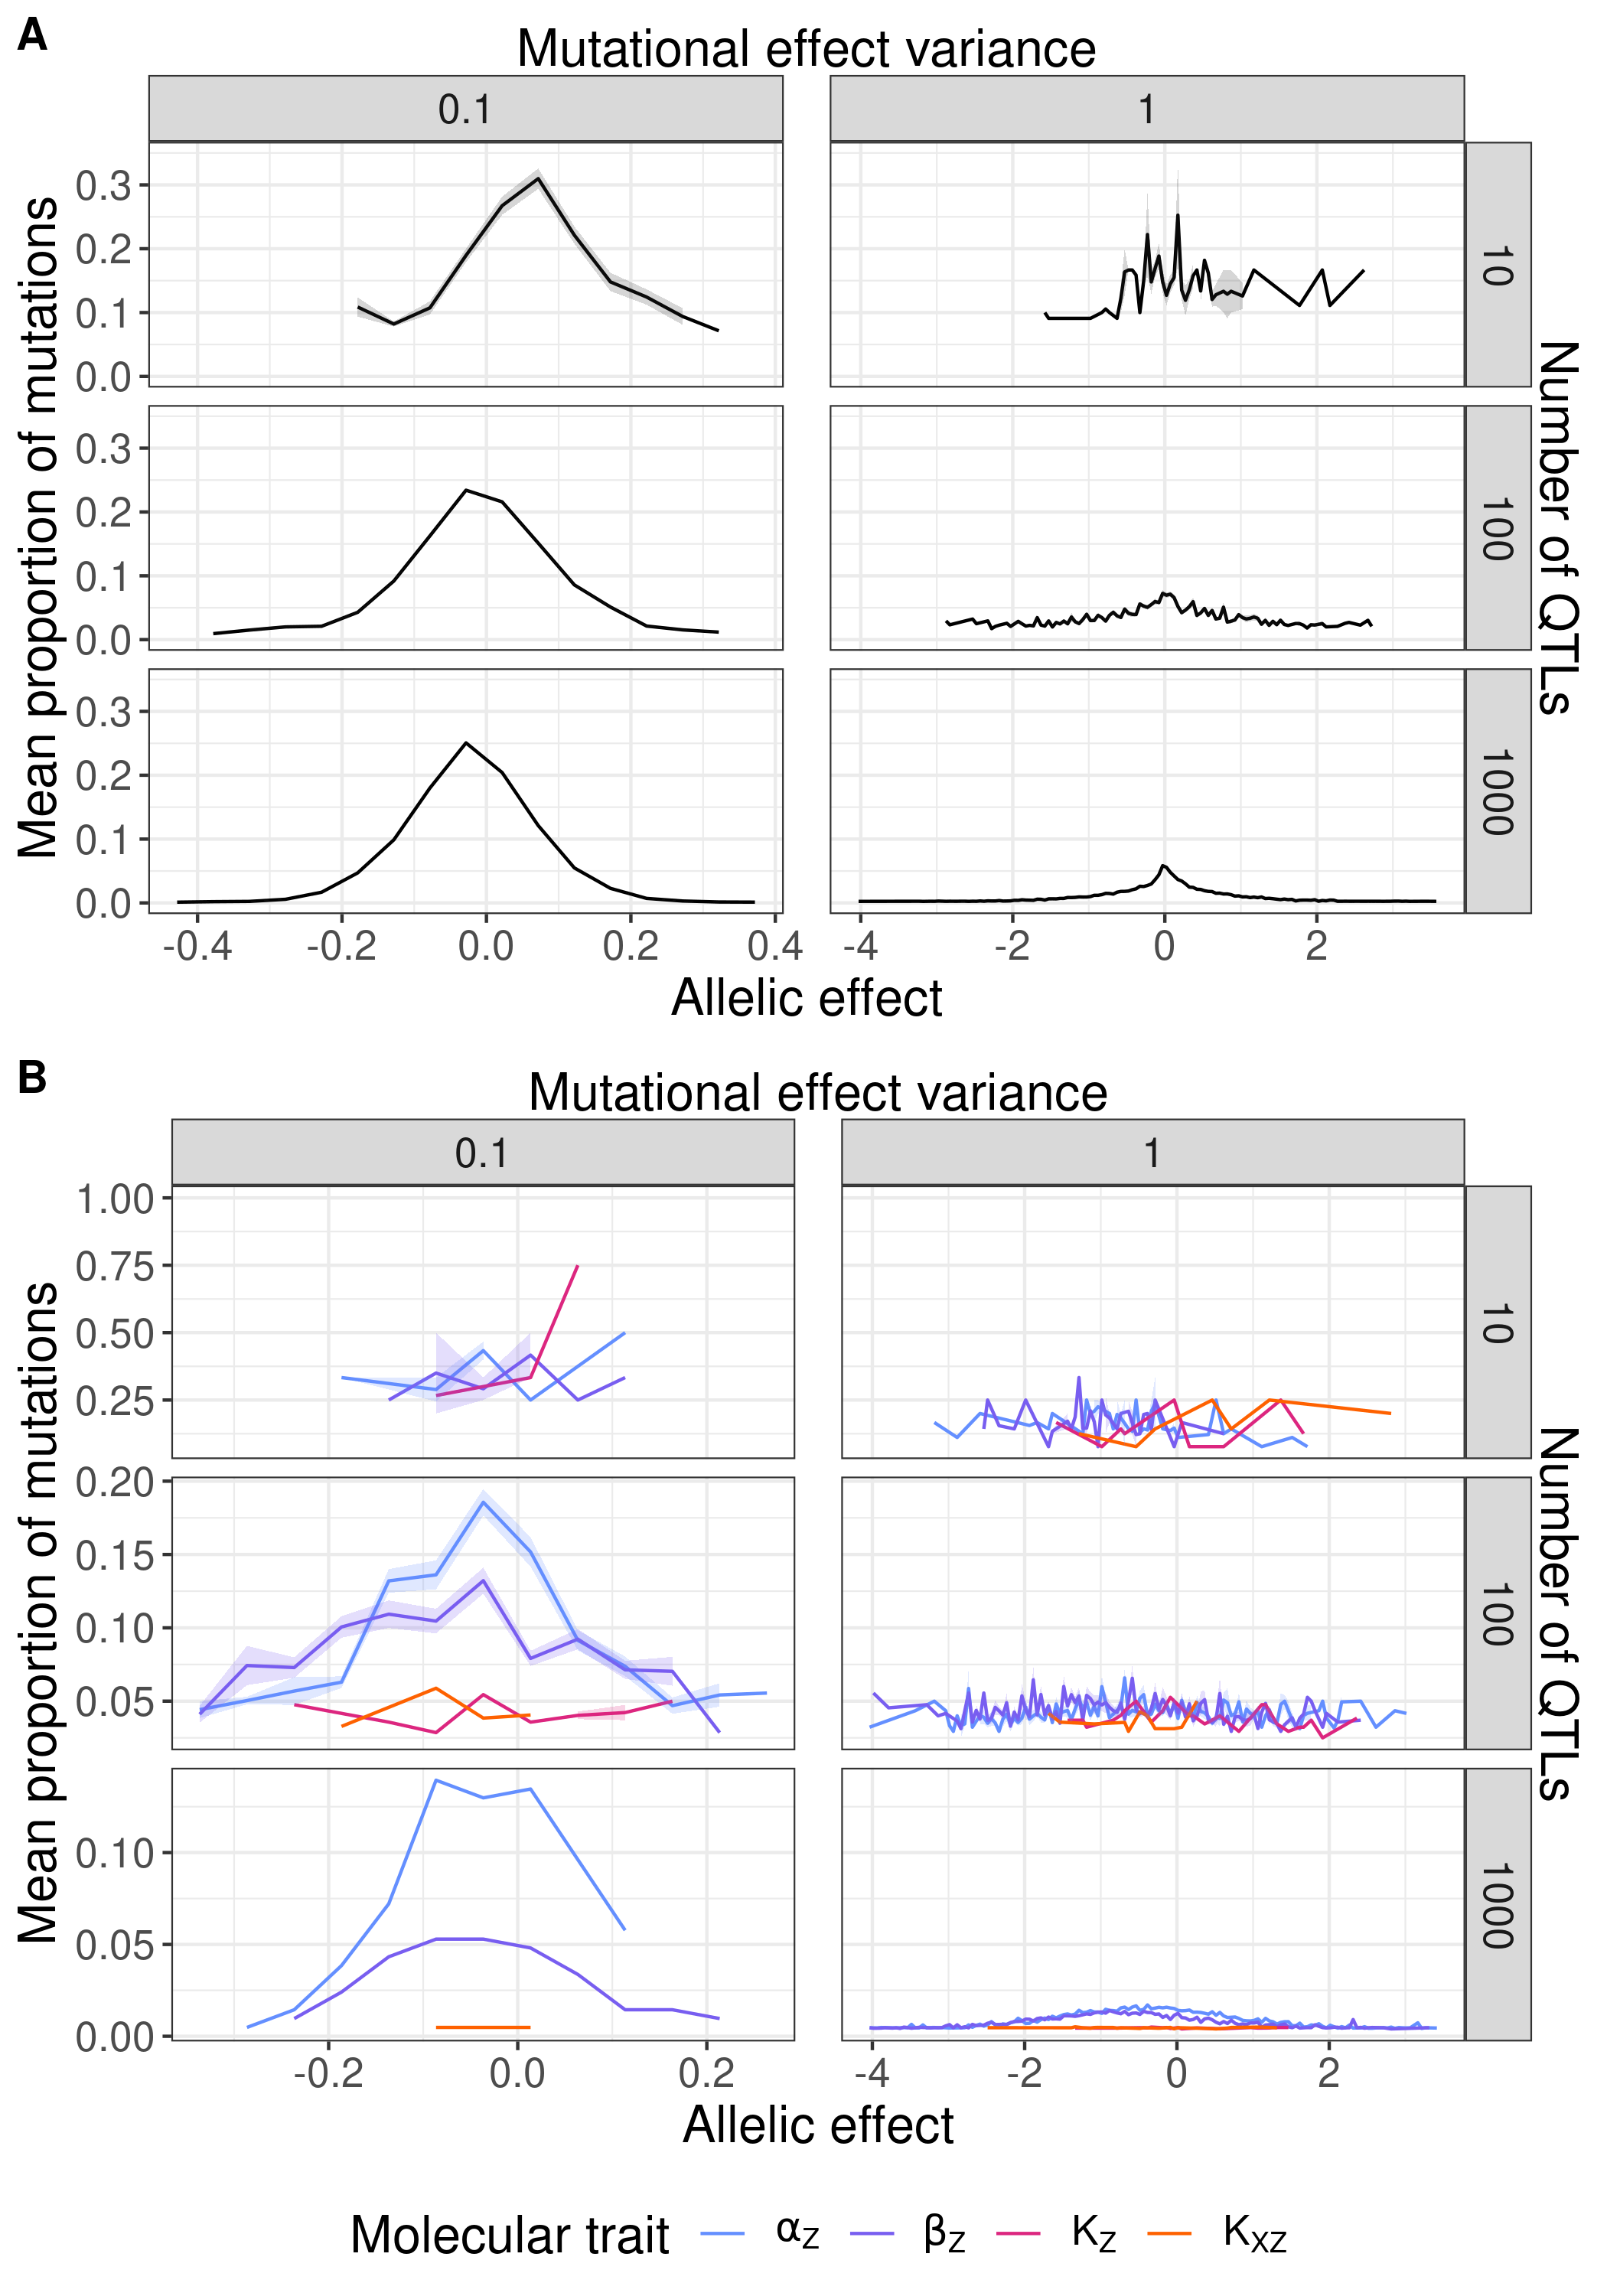 A
Mutational effect variance
0.1
1
Mean proportion of mutations
0.3
0.2
0.1
0.0
10
0.3
0.2
0.1
0.0
100
0.3
0.2
0.1
0.0
1000
Number of QTLs
-0.4 -0.2 0.0 0.2 0.4
-4 -2 0 2
Allelic effect
B
Mutational effect variance
0.1
1
Mean proportion of mutations
1.00
0.75
0.50
0.25
10
0.20
0.15
0.10
0.05
100
0.10
0.05
0.00
1000
Number of QTLs
-0.2 0.0 0.2
-4 -2 0 2
Allelic effect
Molecular trait αZ βZ KZ KXZ